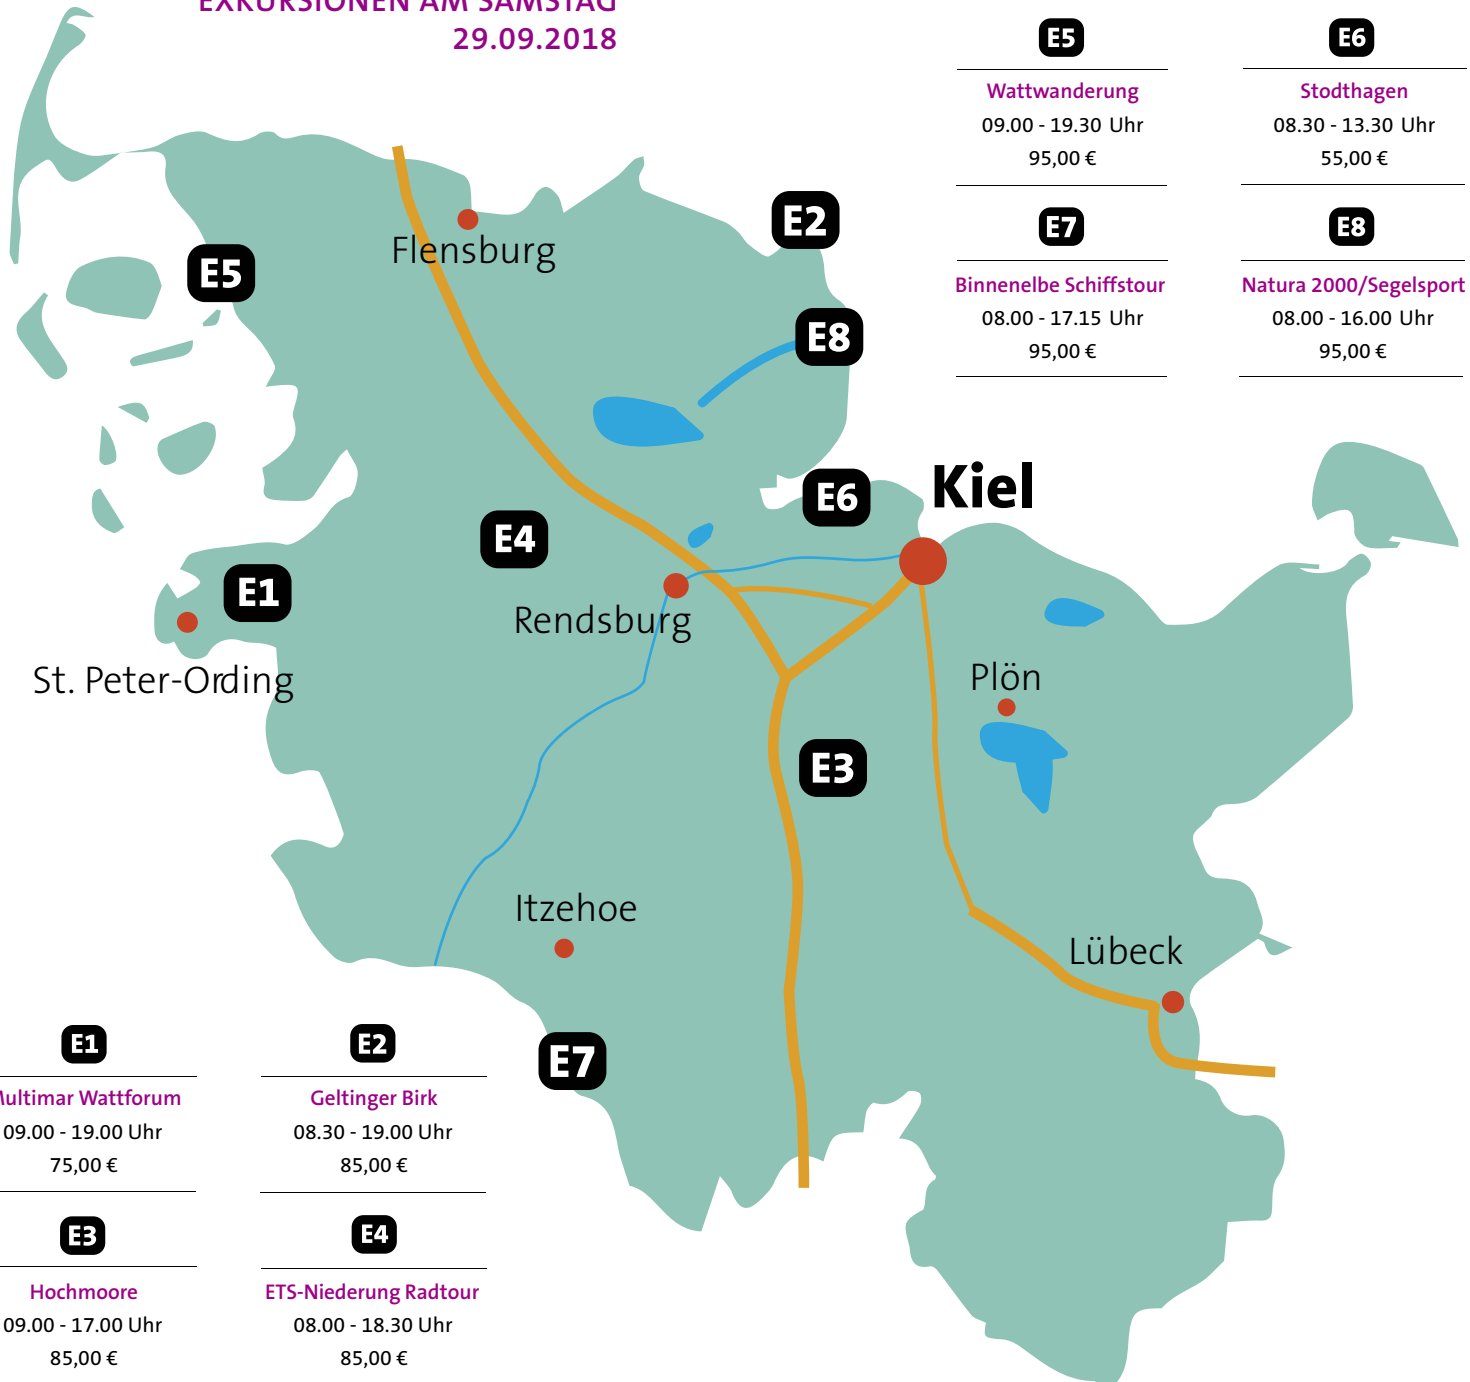 EXKURSIONEN AM SAMSTAG
29.09.2018
E5
Wattwanderung
09.00 - 19.30 Uhr
95,00 €
E6
Stodthagen
08.30 - 13.30 Uhr
55,00 €
E7
Binnenelbe Schiffstour
08.00 - 17.15 Uhr
95,00 €
E8
Natura 2000/Segelsport
08.00 - 16.00 Uhr
95,00 €
E2
Flensburg
E5
E8
Kiel
E6
E4
E1
Rendsburg
St. Peter-Ording
Plön
E3
Itzehoe
Lübeck
E7
E1
Multimar Wattforum
09.00 - 19.00 Uhr
75,00 €
E2
Geltinger Birk
08.30 - 19.00 Uhr
85,00 €
E3
Hochmoore
09.00 - 17.00 Uhr
85,00 €
E4
ETS-Niederung Radtour
08.00 - 18.30 Uhr
85,00 €